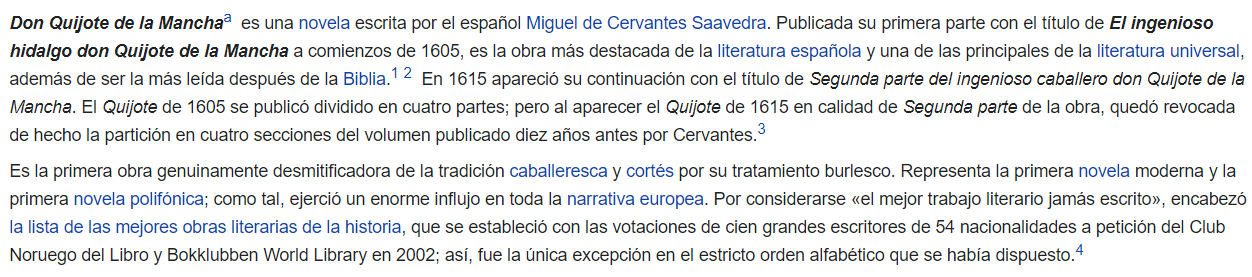 Don Quijote de la Manchaa es una novela escrita por el español Miguel de Cervantes Saavedra. Publicada su primera parte con el título de El ingenioso
hidalgo don Quijote de la Mancha a comienzos de 1605, es la obra más destacada de la literatura española y una de las principales de la literatura universal,
además de ser la más leída después de la Biblia.1 2 En 1615 apareció su continuación con el título de Segunda parte del ingenioso caballero don Quijote de la
Mancha. El Quijote de 1605 se publicó dividido en cuatro partes; pero al aparecer el Quijote de 1615 en calidad de Segunda parte de la obra, quedó revocada
de hecho la partición en cuatro secciones del volumen publicado diez años antes por Cervantes.3
Es la primera obra genuinamente desmitificadora de la tradición caballeresca y cortés por su tratamiento burlesco. Representa la primera novela moderna y la
primera novela polifónica; como tal, ejerció un enorme influjo en toda la narrativa europea. Por considerarse «el mejor trabajo literario jamás escrito», encabezó
la lista de las mejores obras literarias de la historia, que se estableció con las votaciones de cien grandes escritores de 54 nacionalidades a petición del Club
Noruego del Libro y Bokklubben World Library en 2002; así, fue la única excepción en el estricto orden alfabético que se había dispuesto.4